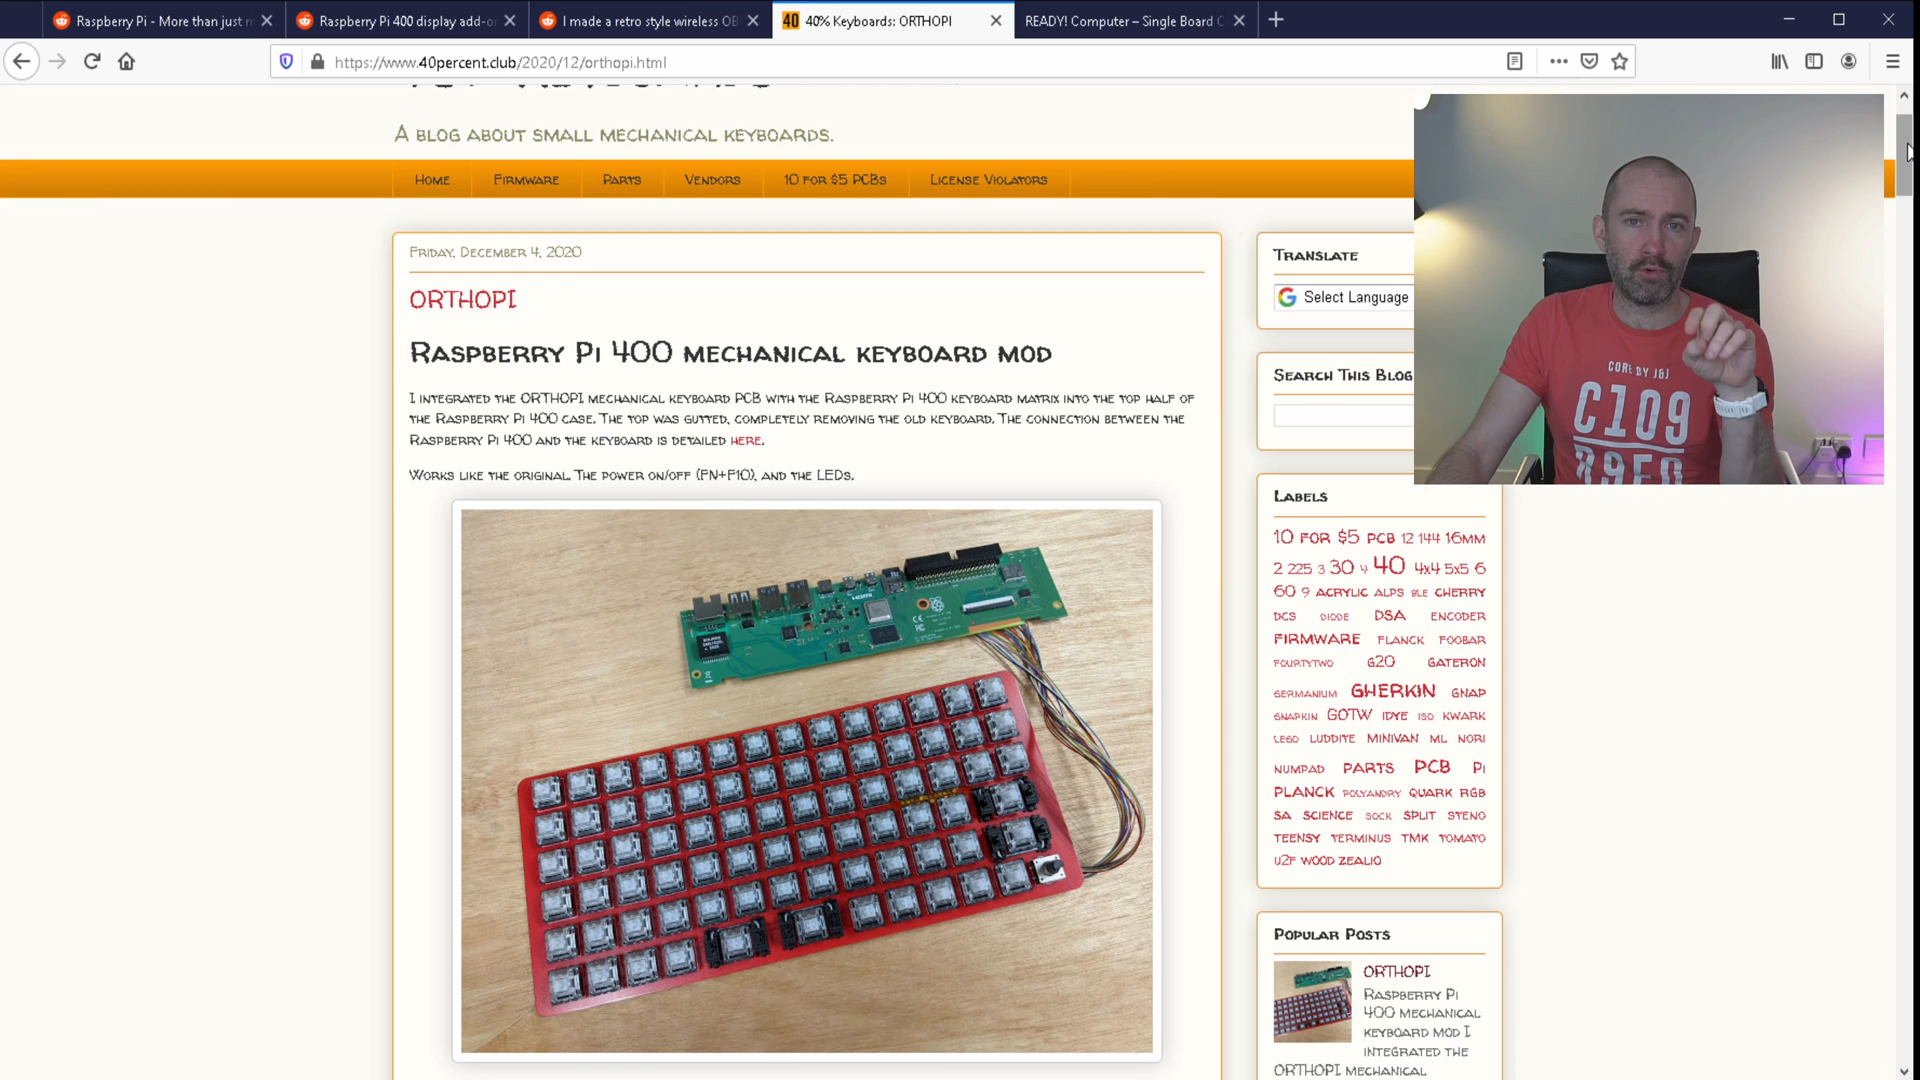 Raspberry Pi - More than just m
Raspberry Pi 400 display add-o
I made a retro style wireless OB
40 40% Keyboards: ORTHOPI
READY! Computer – Single Board C
https://www.40percent.club/2020/12/orthopi.html
A blog about small mechanical keyboards.
Home Firmware Parts Vendors 10 for $5 PCBs License Violators
Friday, December 4, 2020
ORTHOPI
Raspberry Pi 400 mechanical keyboard mod
I integrated the ORTHOPI mechanical keyboard PCB with the Raspberry Pi 400 keyboard matrix into the top half of
the Raspberry Pi 400 case. The top was gutted, completely removing the old keyboard. The connection between the
Raspberry Pi 400 and the keyboard is detailed here.
Works like the original. The power on/off (FN+F10), and the LEDs.
HDMI
Translate
Select Language
Search This Blog
CORE BY J&J
C109
Labels
10 for $5 PCB 12 144 16mm
2 225 3 30 4 40 4x4 5x5 6
60 9 acrylic alps ble cherry
DCS diode DSA encoder
firmware flanck foobar
fourtytwo g20 gateron
germanium gherkin gnap
gnapkin GOTW idye iso kwark
lego luddite minivan ml nori
numpad parts PCB Pi
planck polyandry quark RGB
SA science sock split steno
teensy terminus tmk tomato
u2f wood zealio
Popular Posts
ORTHOPI
Raspberry Pi
400 mechanical
keyboard mod I
integrated the
ORTHOPI mechanical